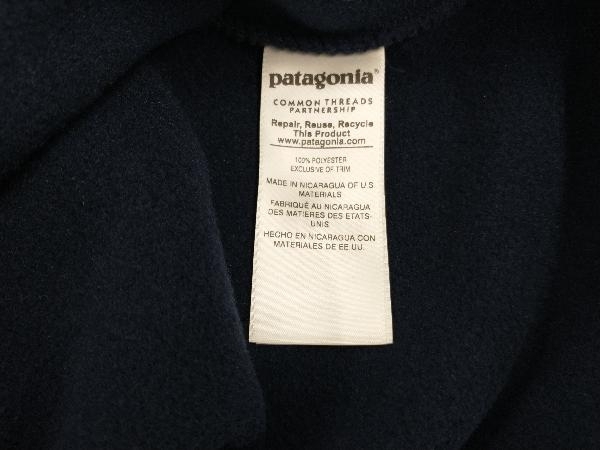 patagonia®
COMMON THREADS
PARTNERSHIP
Repair, Reuse, Recycle
This Product
www.patagonia.com
100% POLYESTER
EXCLUSIVE OF TRIM
MADE IN NICARAGUA OF U.S.
MATERIALS
FABRIQUÉ AU NICARAGUA
DES MATIERES DES ETATS-
UNIS
HECHO EN NICARAGUA CON
MATERIALES DE EE.UU.